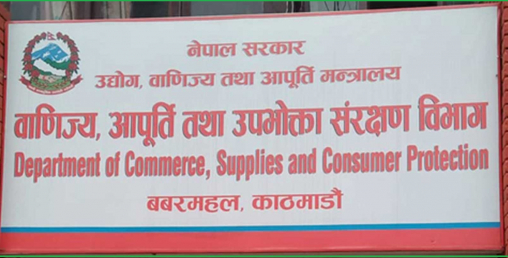 नेपाल सरकार
उद्योग, वाणिज्य तथा आपूर्ति मन्त्रालय
वाणिज्य, आपूर्ति तथा उपभोक्ता संरक्षण विभाग
Department of Commerce, Supplies and Consumer Protection
बबरमहल, काठमाडौं